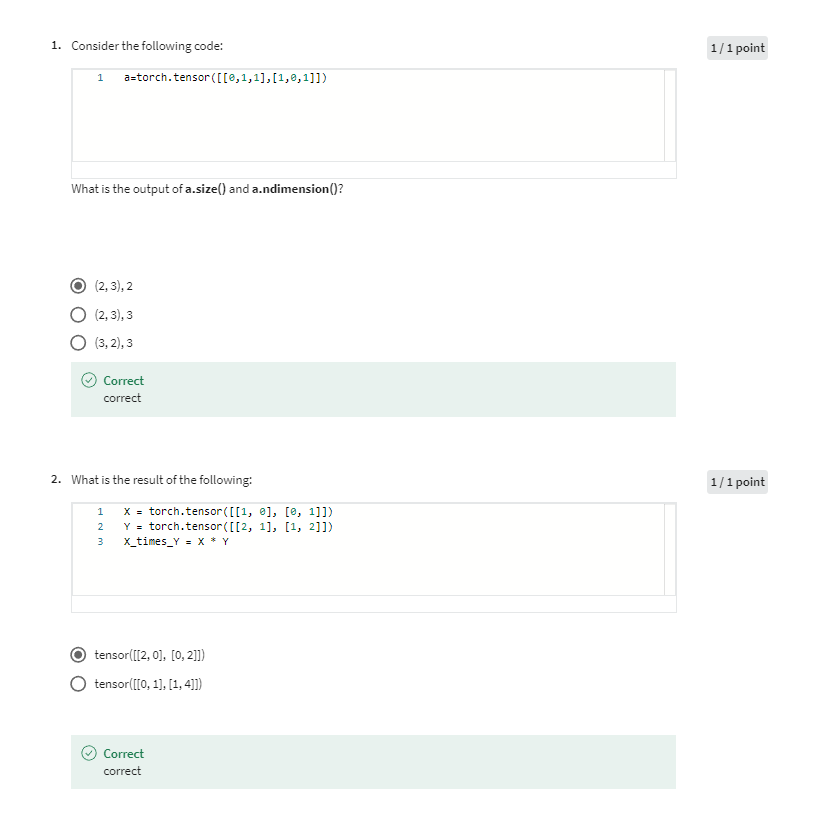 1. Consider the following code:
1 / 1 point
1 a=torch.tensor([[0,1,1],[1,0,1]])
What is the output of a.size() and a.ndimension()?
(2, 3), 2
(2, 3), 3
(3, 2), 3
Correct
correct
2. What is the result of the following:
1 / 1 point
1 X = torch.tensor([[1, 0], [0, 1]])
2 Y = torch.tensor([[2, 1], [1, 2]])
3 X_times_Y = X * Y
tensor([[2, 0], [0, 2]])
tensor([[0, 1], [1, 4]])
Correct
correct